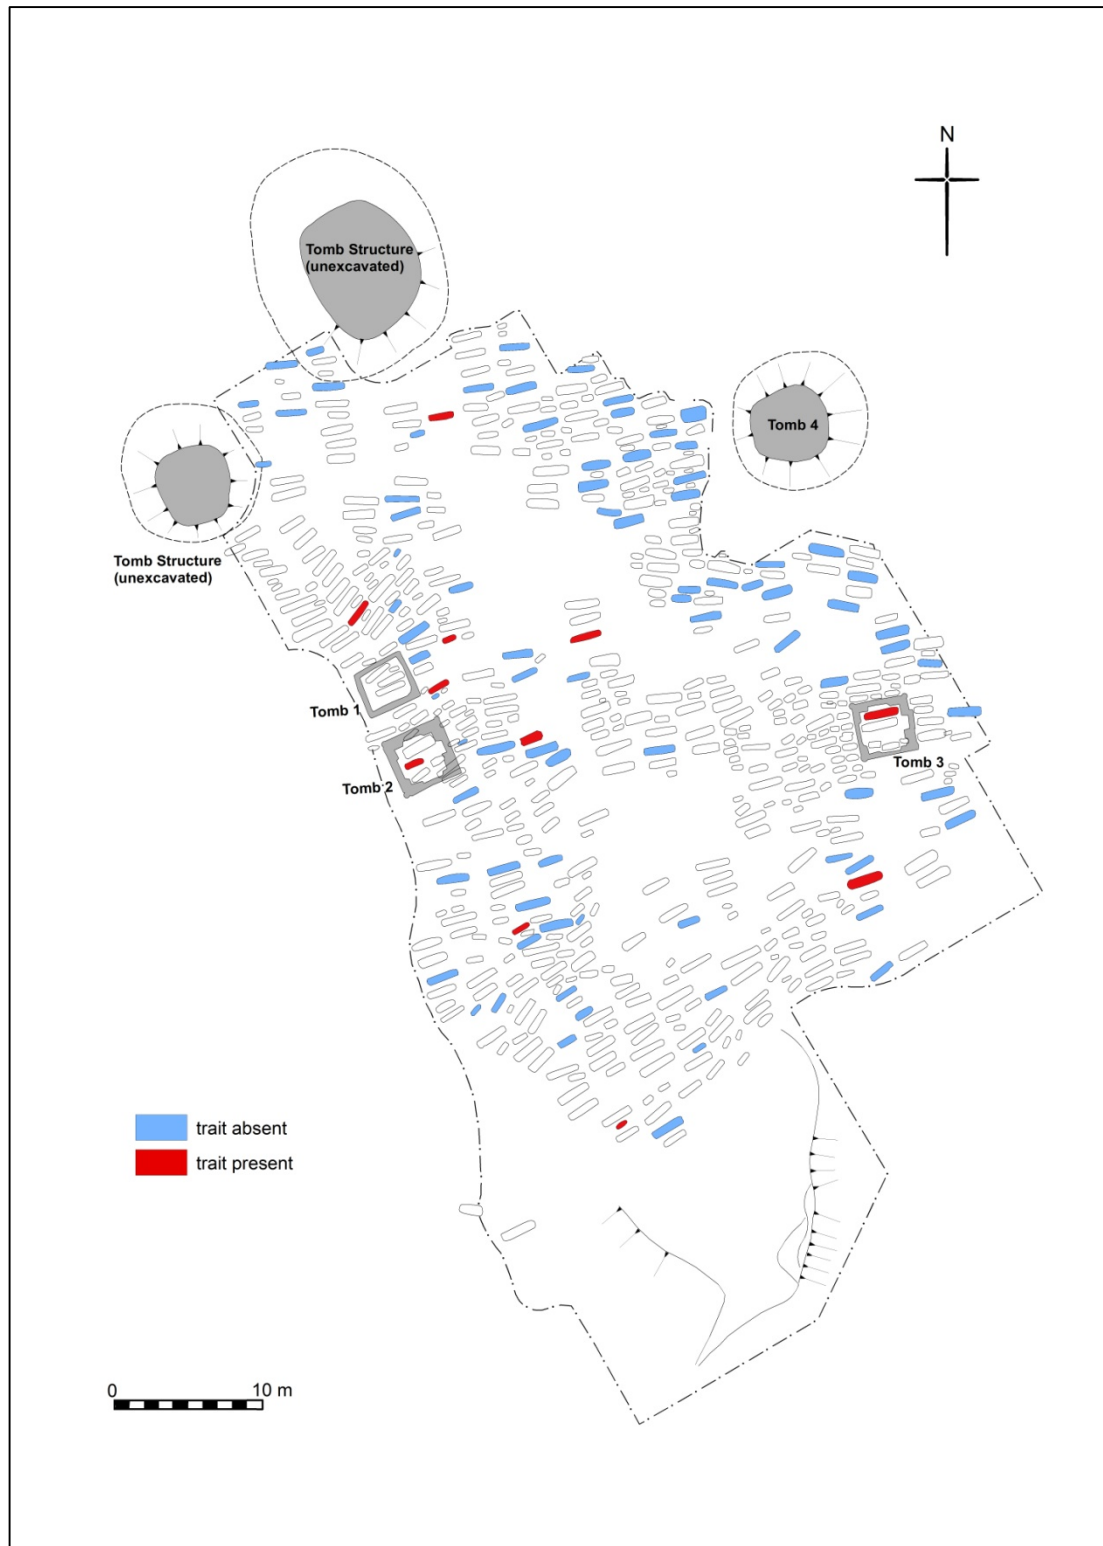 N
Tomb Structure
(unexcavated)
Tomb 4
Tomb Structure
(unexcavated)
Tomb 1
Tomb 3
Tomb 2
trait absent
trait present
0 10 m